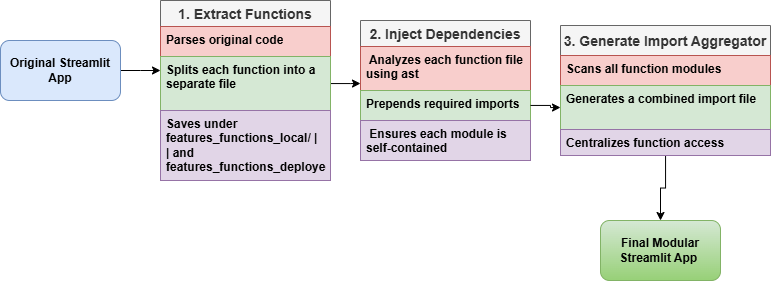 Original Streamlit
App
1. Extract Functions
Parses original code
Splits each function into a
separate file
Saves under
features_functions_local/ |
| and
features_functions_deploye
2. Inject Dependencies
Analyzes each function file
using ast
Prepends required imports
Ensures each module is
self-contained
3. Generate Import Aggregator
Scans all function modules
Generates a combined import file
Centralizes function access
Final Modular
Streamlit App